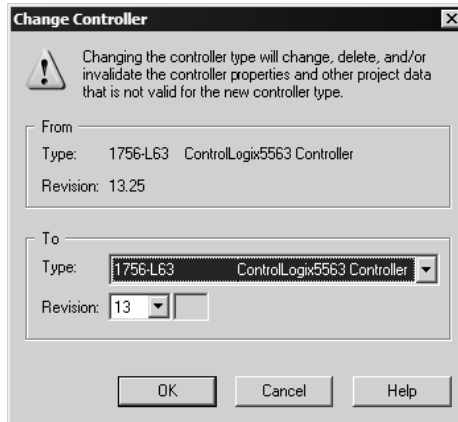 Change Controller
Changing the controller type will change, delete, and/or
invalidate the controller properties and other project data
that is not valid for the new controller type.
From
Type: 1756-L63 ControlLogix5563 Controller
Revision: 13.25
To
Type: 1756-L63 ControlLogix5563 Controller
Revision: 13
OK Cancel Help